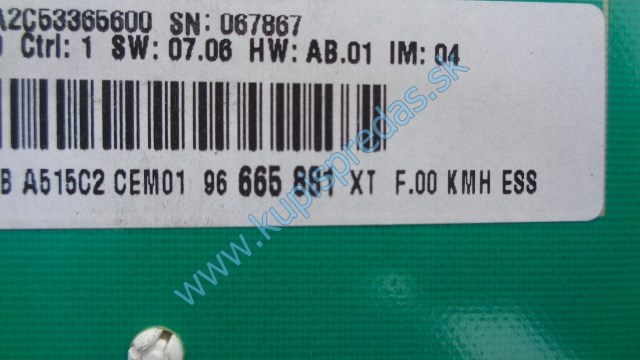 A2C53365600 SN: 067867
Ctrl: 1 SW: 07.06 HW: AB.01 IM: 04
B A515C2 CEM01 96 665 891 XT F.00 KMH ESS
www.kupispredas.sk